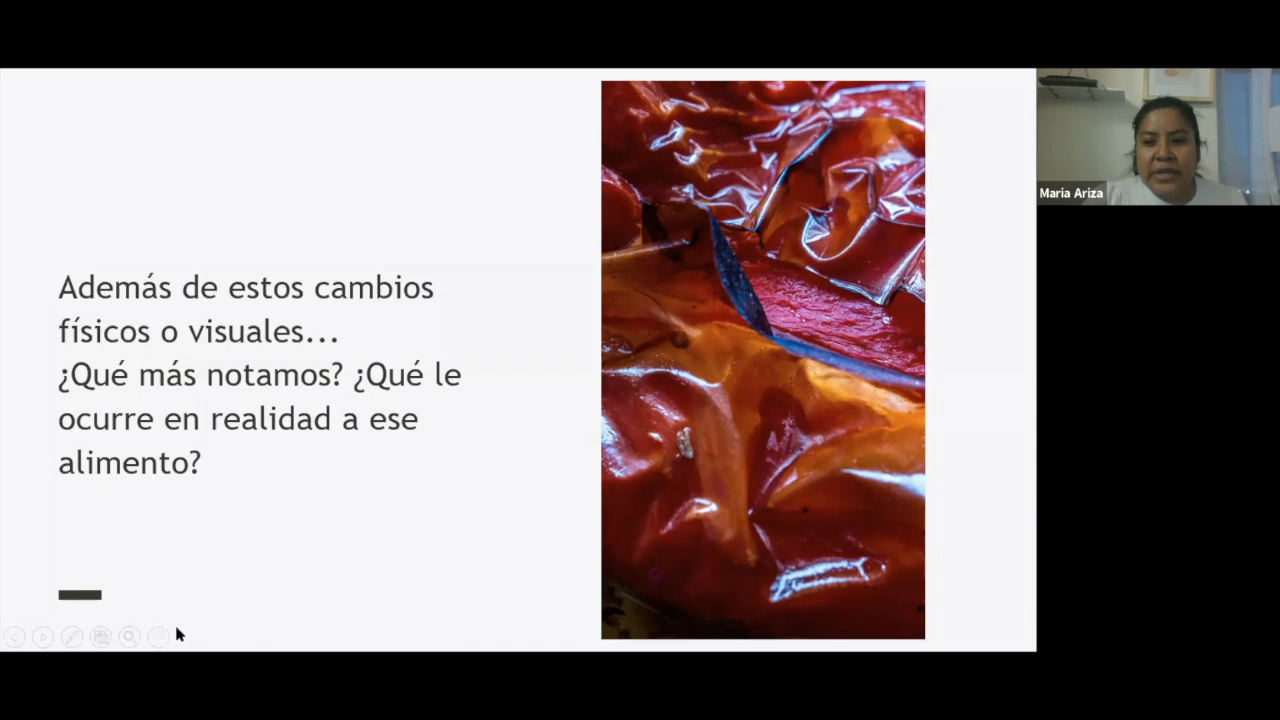 Además de estos cambios
físicos o visuales...
¿Qué más notamos? ¿Qué le
ocurre en realidad a ese
alimento?
Maria Ariza